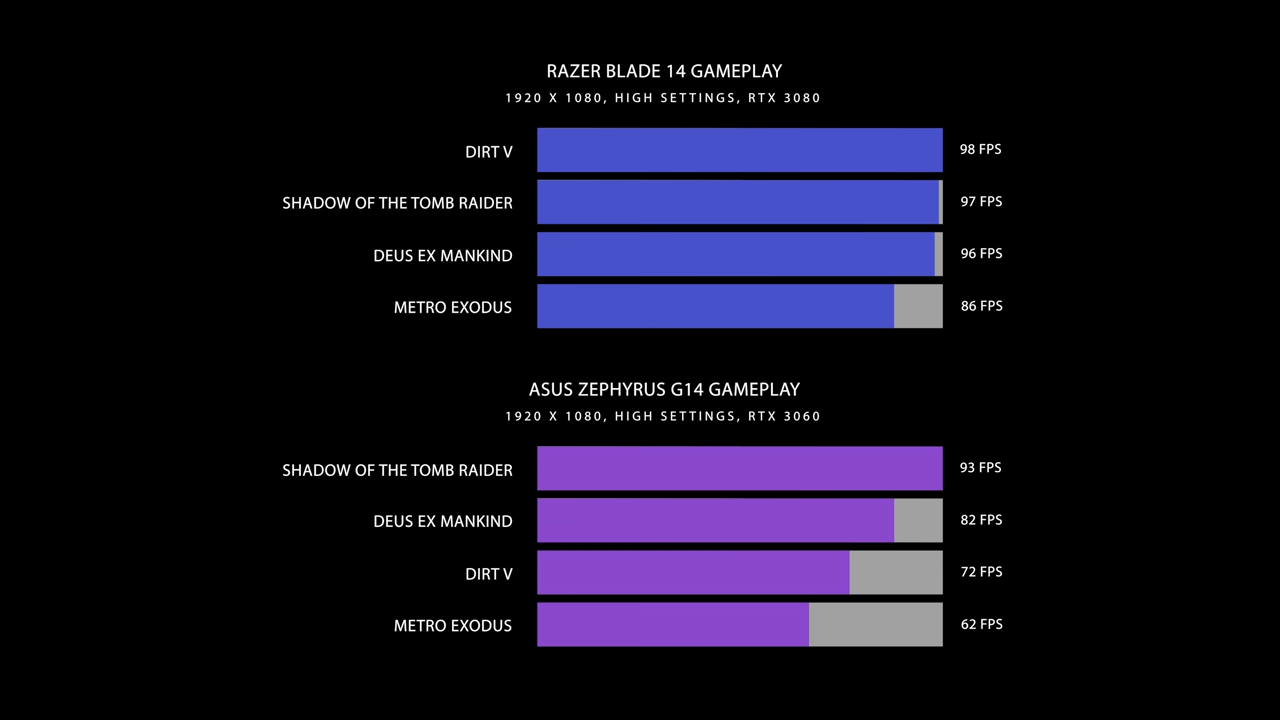 RAZER BLADE 14 GAMEPLAY
1920 X 1080, HIGH SETTINGS, RTX 3080
DIRT V 98 FPS
SHADOW OF THE TOMB RAIDER 97 FPS
DEUS EX MANKIND 96 FPS
METRO EXODUS 86 FPS
ASUS ZEPHYRUS G14 GAMEPLAY
1920 X 1080, HIGH SETTINGS, RTX 3060
SHADOW OF THE TOMB RAIDER 93 FPS
DEUS EX MANKIND 82 FPS
DIRT V 72 FPS
METRO EXODUS 62 FPS